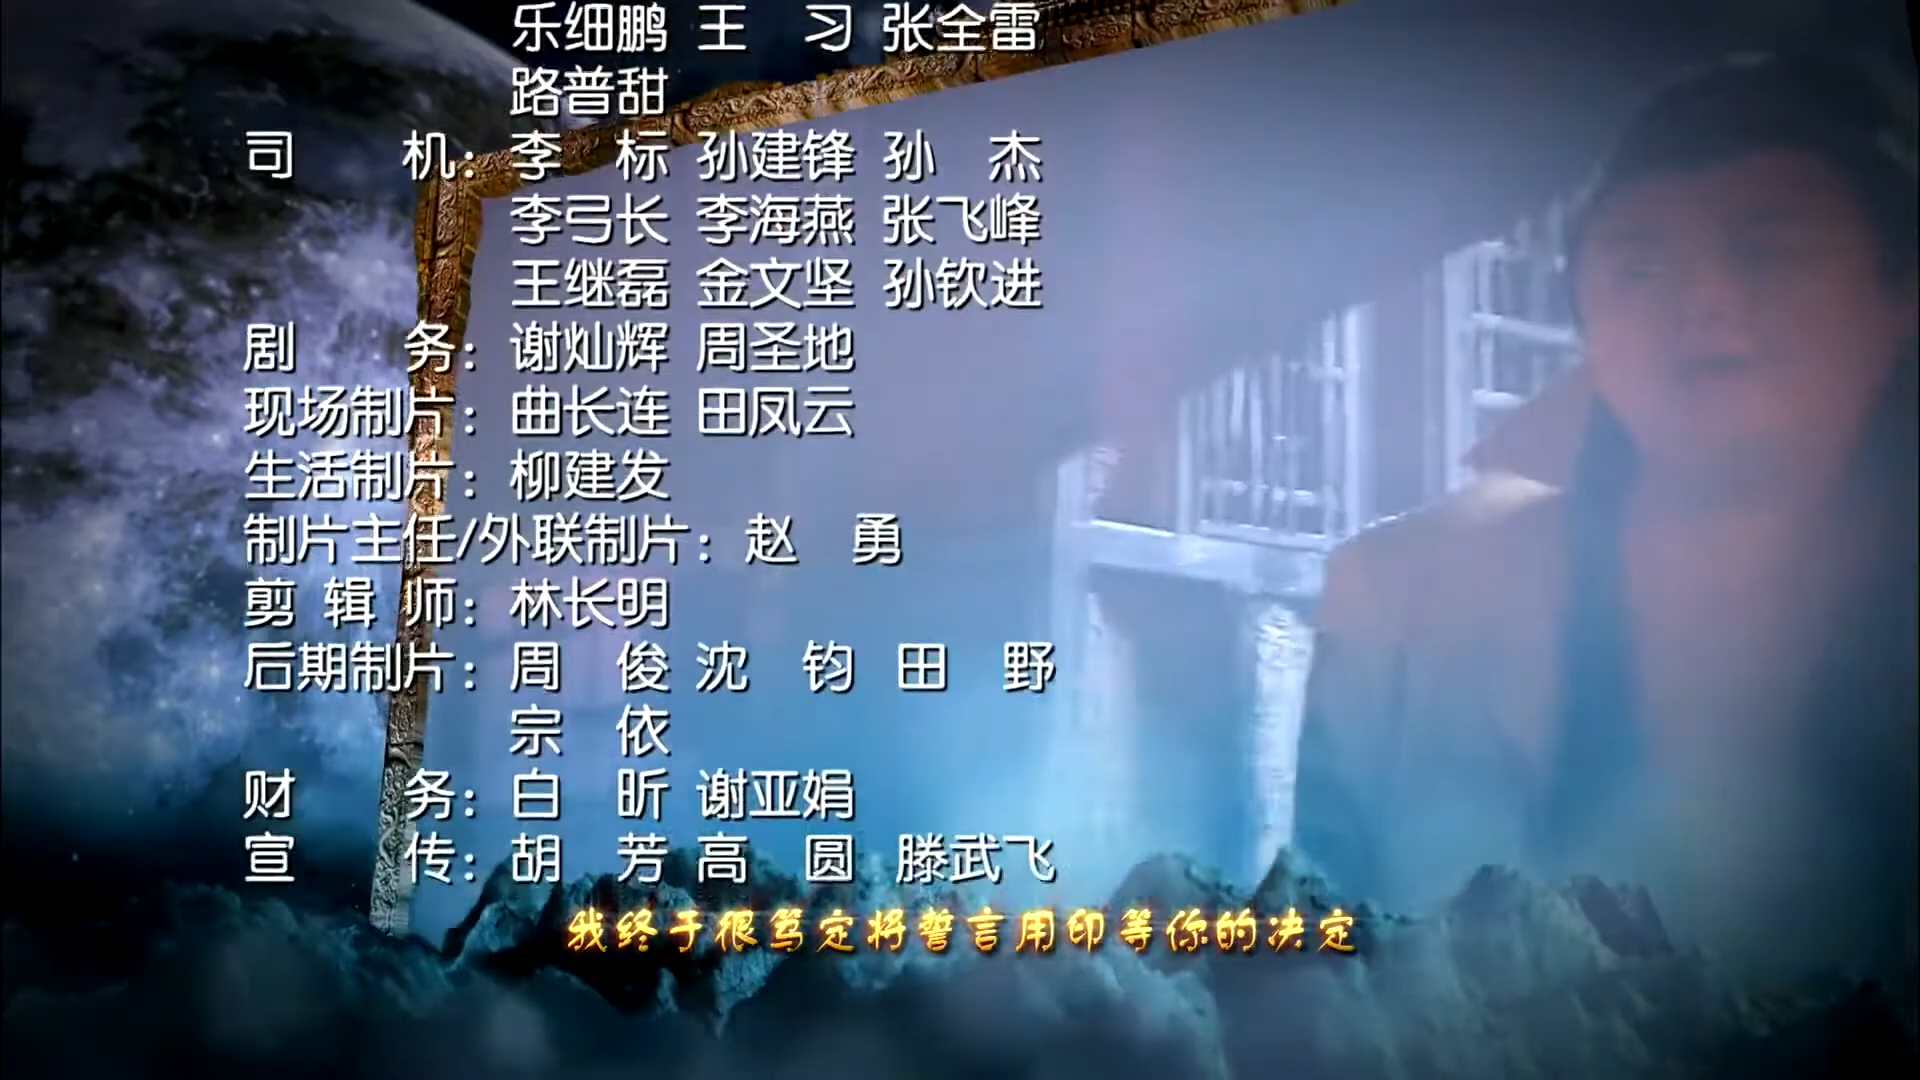 乐细鹏 王 习 张全雷
路普甜
司 机：李 标 孙建锋 孙 杰
李弓长 李海燕 张飞峰
王继磊 金文坚 孙钦进
剧 务：谢灿辉 周圣地
现场制片：曲长连 田凤云
生活制片：柳建发
制片主任/外联制片：赵 勇
剪 辑 师：林长明
后期制片：周 俊 沈 钧 田 野
宗 依
财 务：白 昕 谢亚娟
宣 传：胡 芳 高 圆 滕武飞
我终于很笃定将誓言用印等你的决定